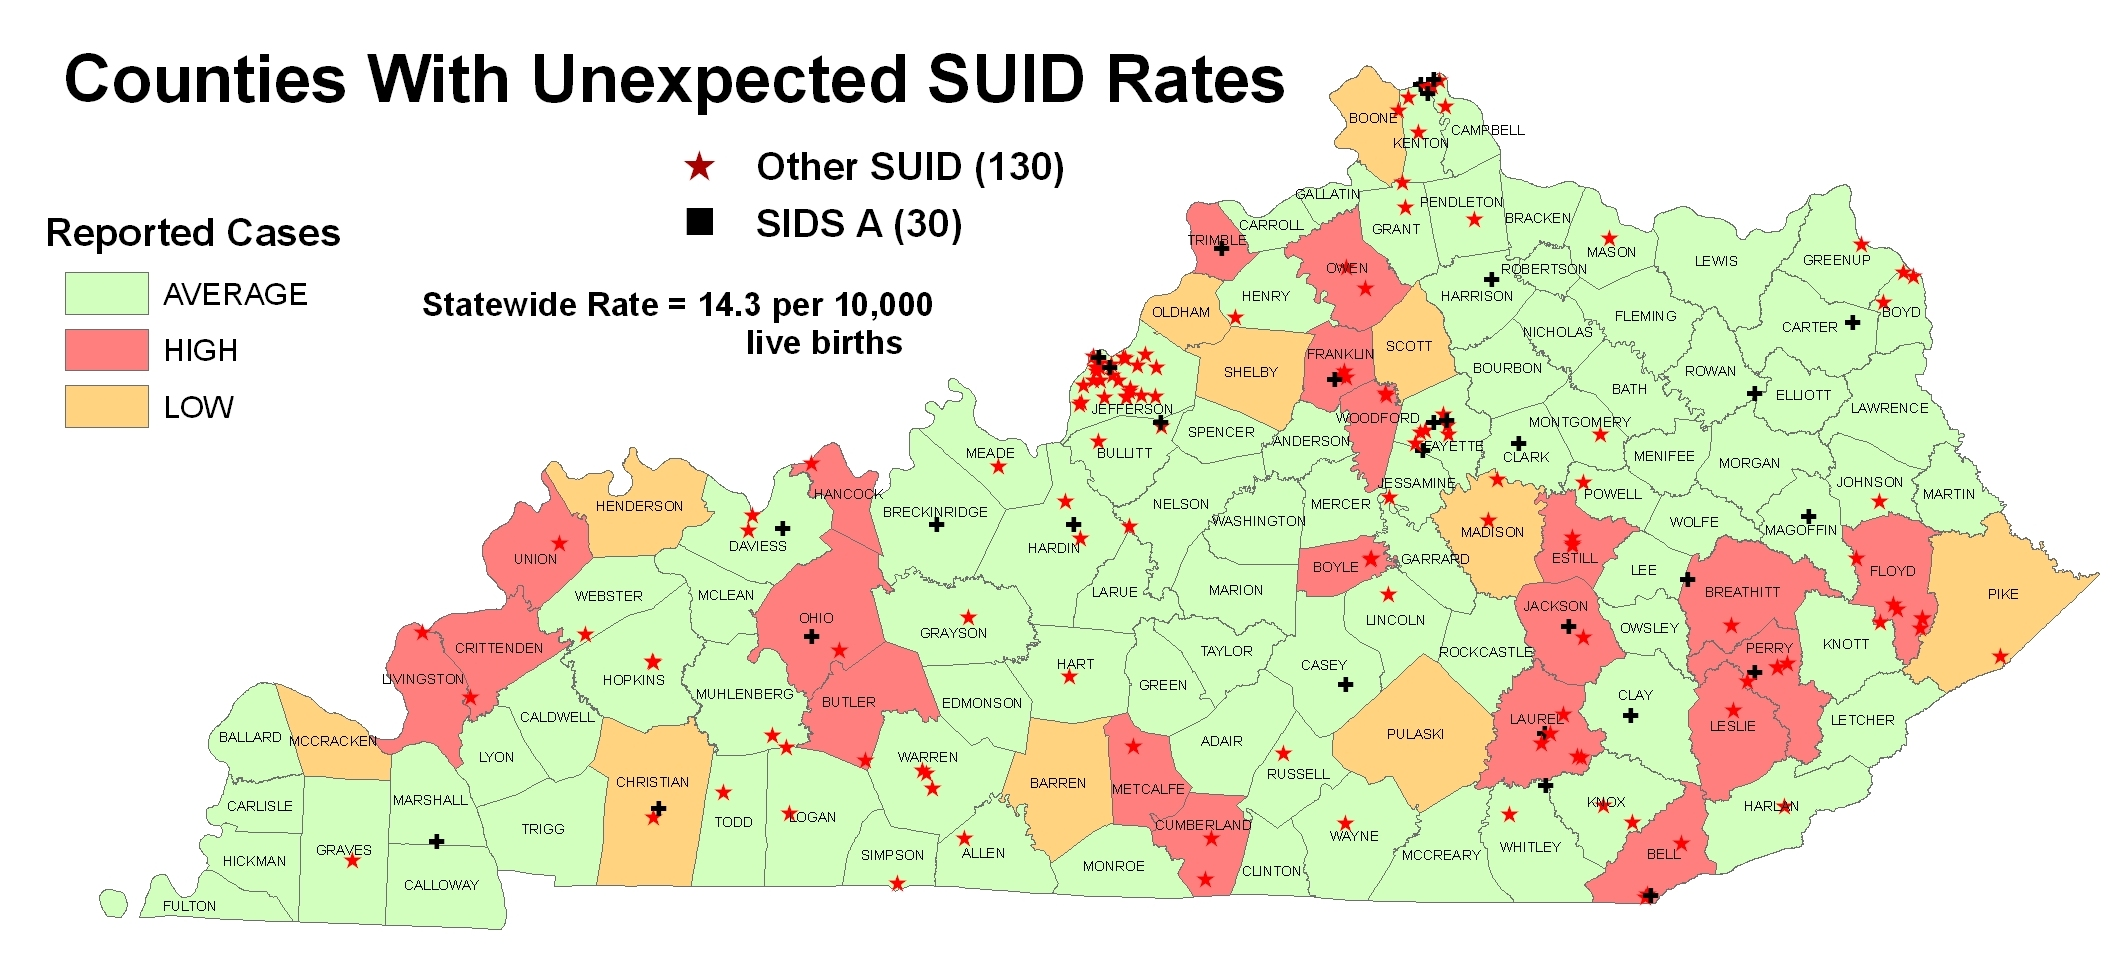 Counties With Unexpected SUID Rates
Other SUID (130)
SIDS A (30)
Reported Cases
AVERAGE
HIGH
LOW
Statewide Rate = 14.3 per 10,000
live births
BOONE
KENTON
CAMPBELL
GALLATIN
PENDLETON
CARROLL
GRANT
BRACKEN
TRIMBLE
MASON
OWEN
ROBERTSON
LEWIS
GREENUP
HENRY
HARRISON
OLDHAM
FLEMING
CARTER
BOYD
NICHOLAS
FRANKLIN
SCOTT
SHELBY
BOURBON
ROWAN
BATH
ELLIOTT
JEFFERSON
WOODFORD
LAWRENCE
SPENCER
ANDERSON
FAYETTE
MONTGOMERY
BULLITT
CLARK
MENIFEE
MORGAN
MEADE
JESSAMINE
JOHNSON
HANCOCK
POWELL
MARTIN
HENDERSON
BRECKINRIDGE
NELSON
MERCER
WASHINGTON
WOLFE
MAGOFFIN
MADISON
DAVIESS
HARDIN
UNION
BOYLE
GARRARD
ESTILL
LEE
FLOYD
WEBSTER
MCLEAN
LARUE
MARION
BREATHITT
PIKE
JACKSON
OHIO
LINCOLN
OWSLEY
GRAYSON
CRITTENDEN
ROCKCASTLE
PERRY
KNOTT
TAYLOR
HART
CASEY
LIVINGSTON
HOPKINS
MUHLENBERG
GREEN
CLAY
BUTLER
EDMONSON
CALDWELL
LAUREL
LESLIE
LETCHER
BALLARD
MCCRACKEN
ADAIR
PULASKI
LYON
WARREN
RUSSELL
CHRISTIAN
BARREN
METCALFE
MARSHALL
CARLISLE
KNOX
HARLAN
TODD
LOGAN
TRIGG
CUMBERLAND
WAYNE
GRAVES
HICKMAN
SIMPSON
ALLEN
MONROE
MCCREARY
WHITLEY
BELL
CLINTON
CALLOWAY
FULTON